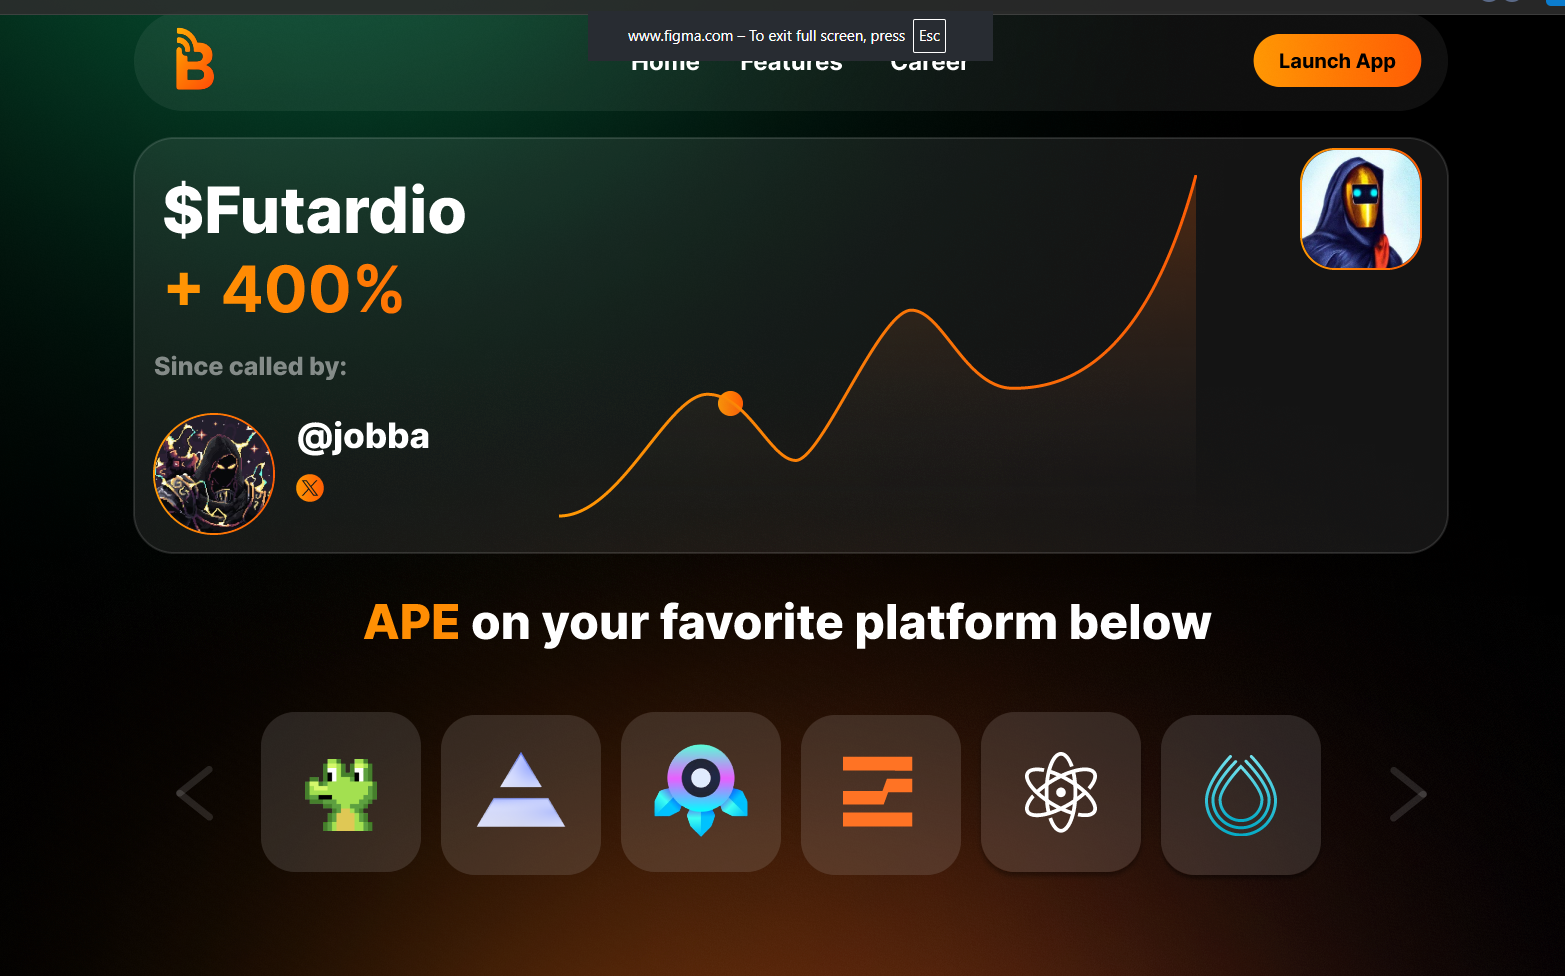 www.figma.com – To exit full screen, press Esc
Home Features Career
Launch App
$Futardio
+ 400%
Since called by:
@jobba
APE on your favorite platform below